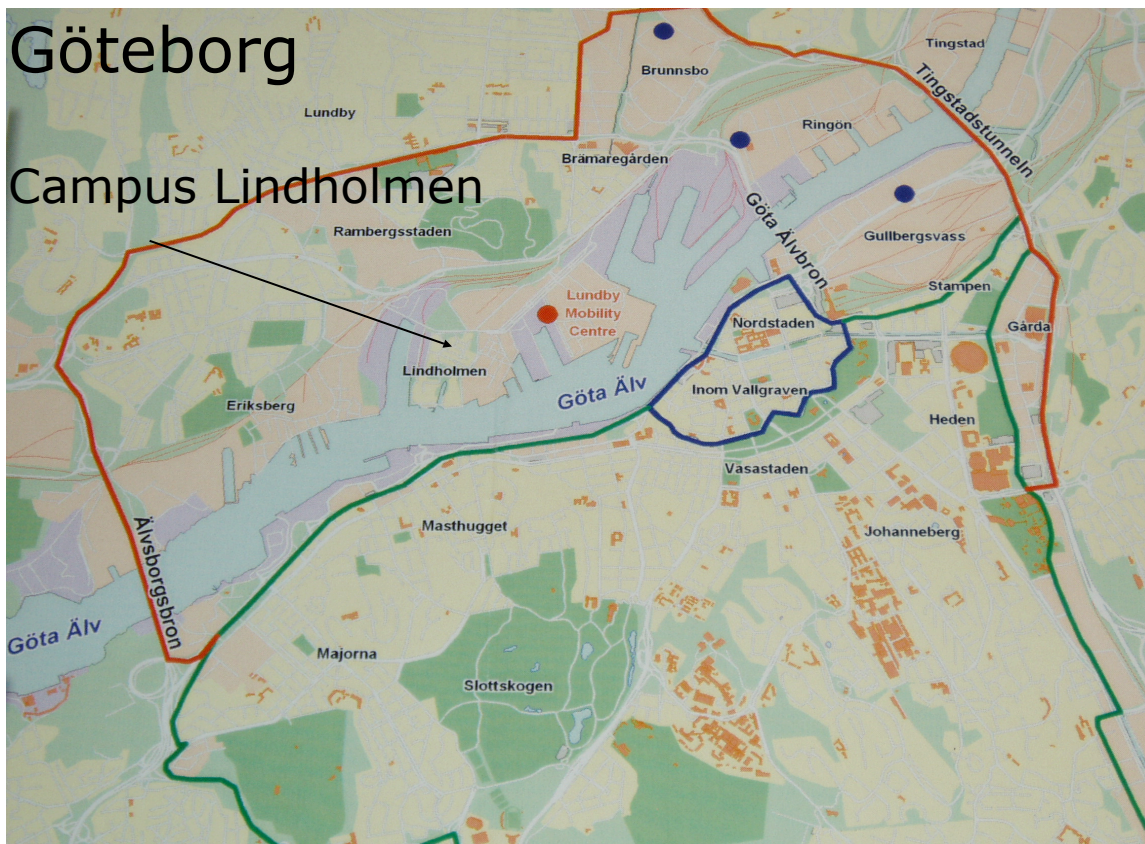 Göteborg
Tingstad
Brunnsbo
Tingstadstunneln
Lundby
Ringön
Brämaregården
Campus Lindholmen
Göta Älvbron
Rambergsstaden
Gullbergsvass
Stampen
Lundby
Mobility
Centre
Nordstaden
Gårda
Lindholmen
Göta Älv
Inom Vallgraven
Eriksberg
Heden
Vasastaden
Masthugget
Johanneberg
Älvsborgsbron
Göta Älv
Majorna
Slottskogen